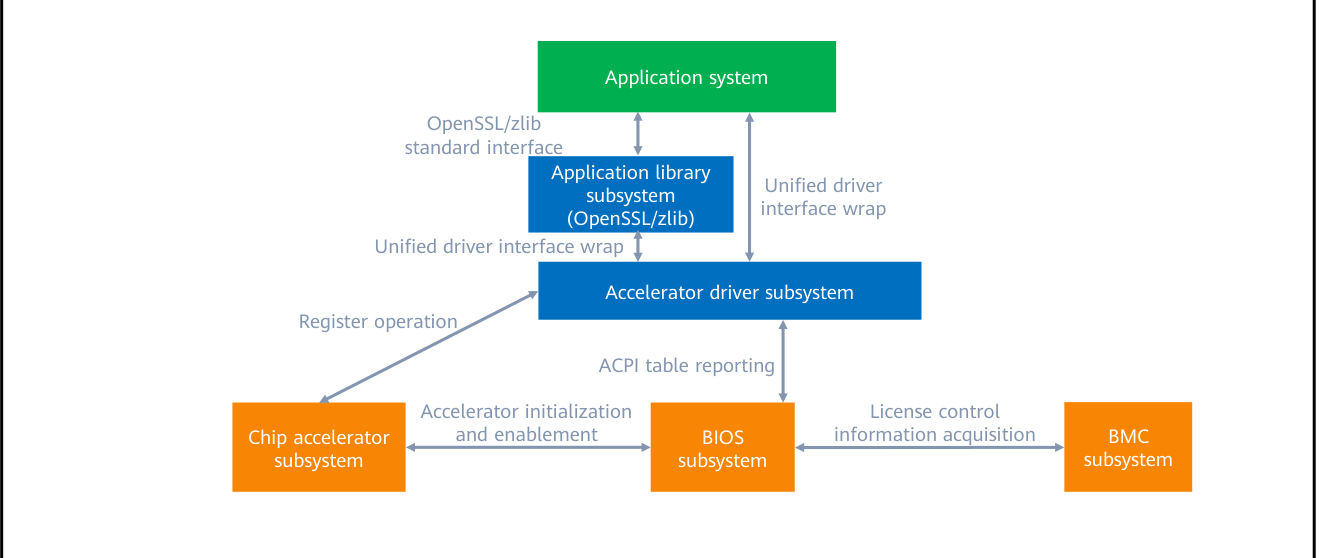 Application system
OpenSSL/zlib
standard interface
Application library
subsystem
(OpenSSL/zlib)
Unified driver
interface wrap
Unified driver interface wrap
Accelerator driver subsystem
Register operation
ACPI table reporting
Chip accelerator
subsystem
Accelerator initialization
and enablement
BIOS
subsystem
License control
information acquisition
BMC
subsystem